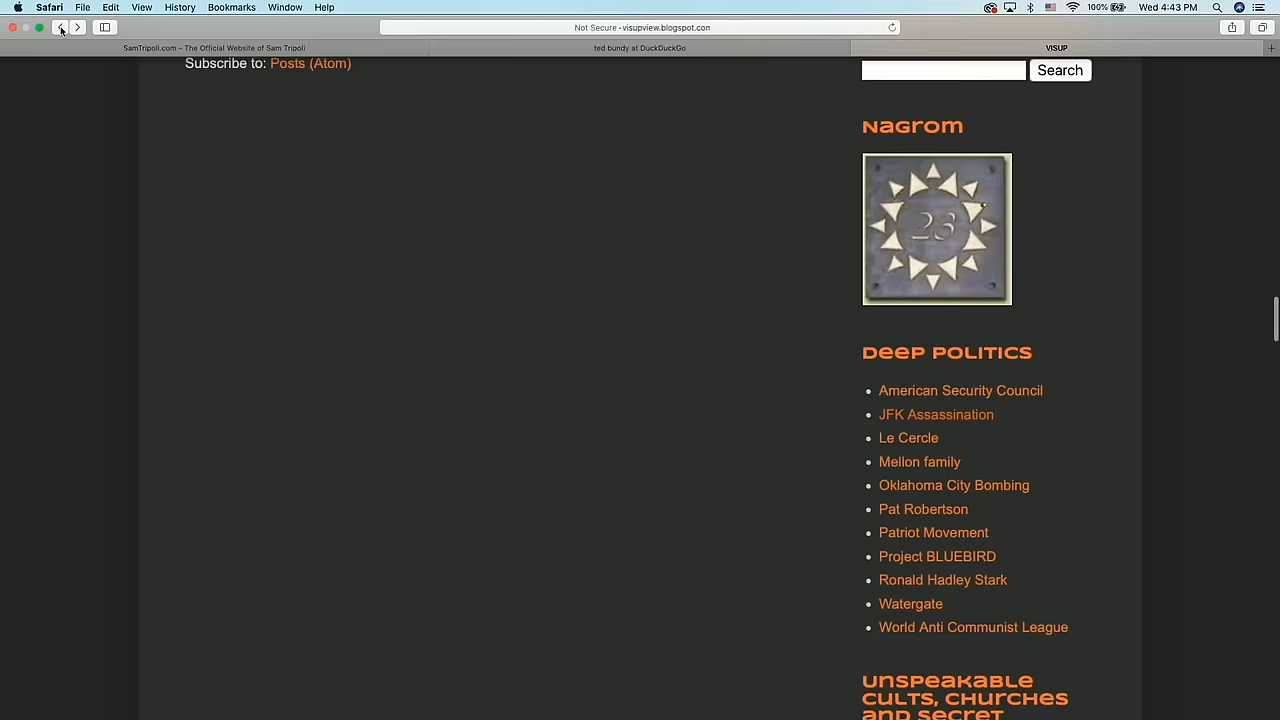 Safari File Edit View History Bookmarks Window Help 100% Wed 4:43 PM
Not Secure - visupview.blogspot.com
SamTripoli.com – The Official Website of Sam Tripoli ted bundy at DuckDuckGo VISUP
Subscribe to: Posts (Atom)
Search
Nagrom
23
Deep Politics
American Security Council
JFK Assassination
Le Cercle
Mellon family
Oklahoma City Bombing
Pat Robertson
Patriot Movement
Project BLUEBIRD
Ronald Hadley Stark
Watergate
World Anti Communist League
Unspeakable
Cults, Churches
and Secret